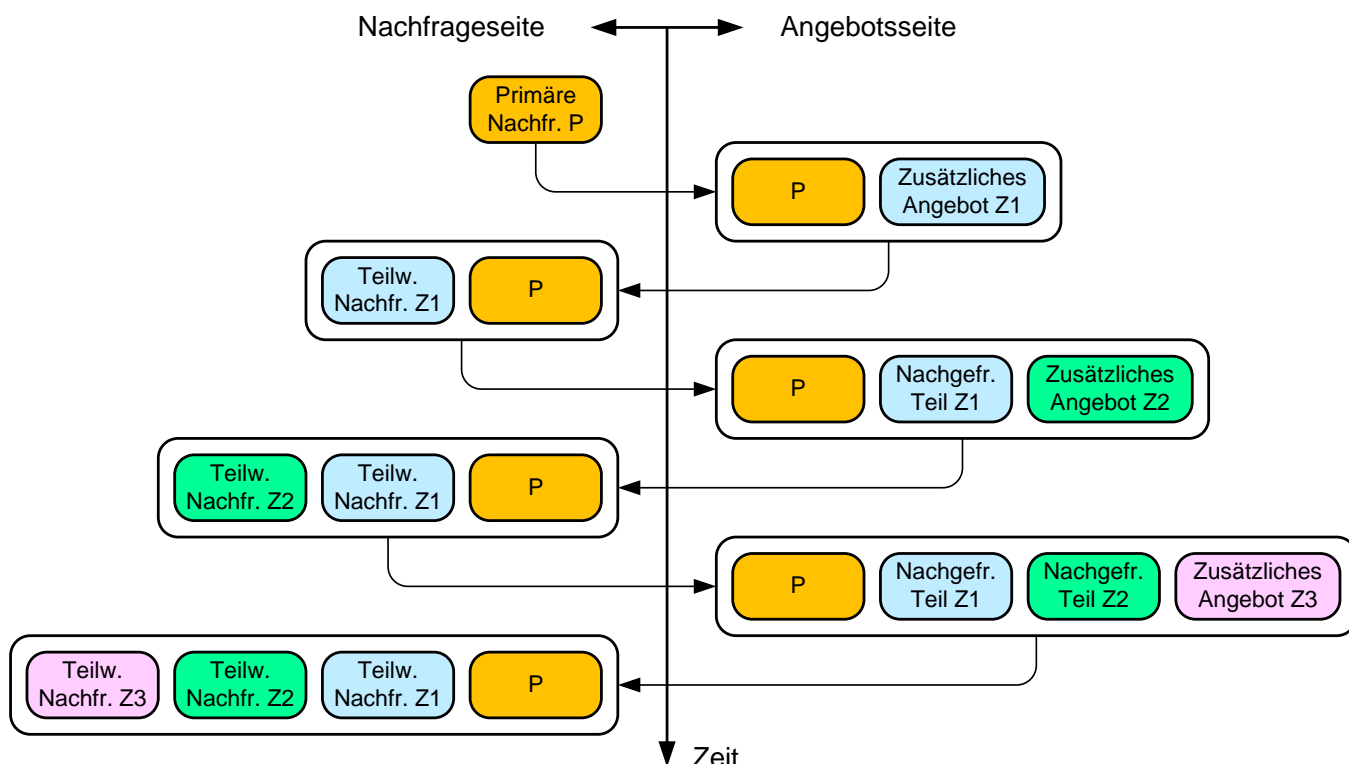 Nachfrageseite
Angebotsseite
Primäre
Nachfr. P
P
Zusätzliches
Angebot Z1
Teilw.
Nachfr. Z1
P
P
Nachgefr.
Teil Z1
Zusätzliches
Angebot Z2
Teilw.
Nachfr. Z2
Teilw.
Nachfr. Z1
P
P
Nachgefr.
Teil Z1
Nachgefr.
Teil Z2
Zusätzliches
Angebot Z3
Teilw.
Nachfr. Z3
Teilw.
Nachfr. Z2
Teilw.
Nachfr. Z1
P
Zeit